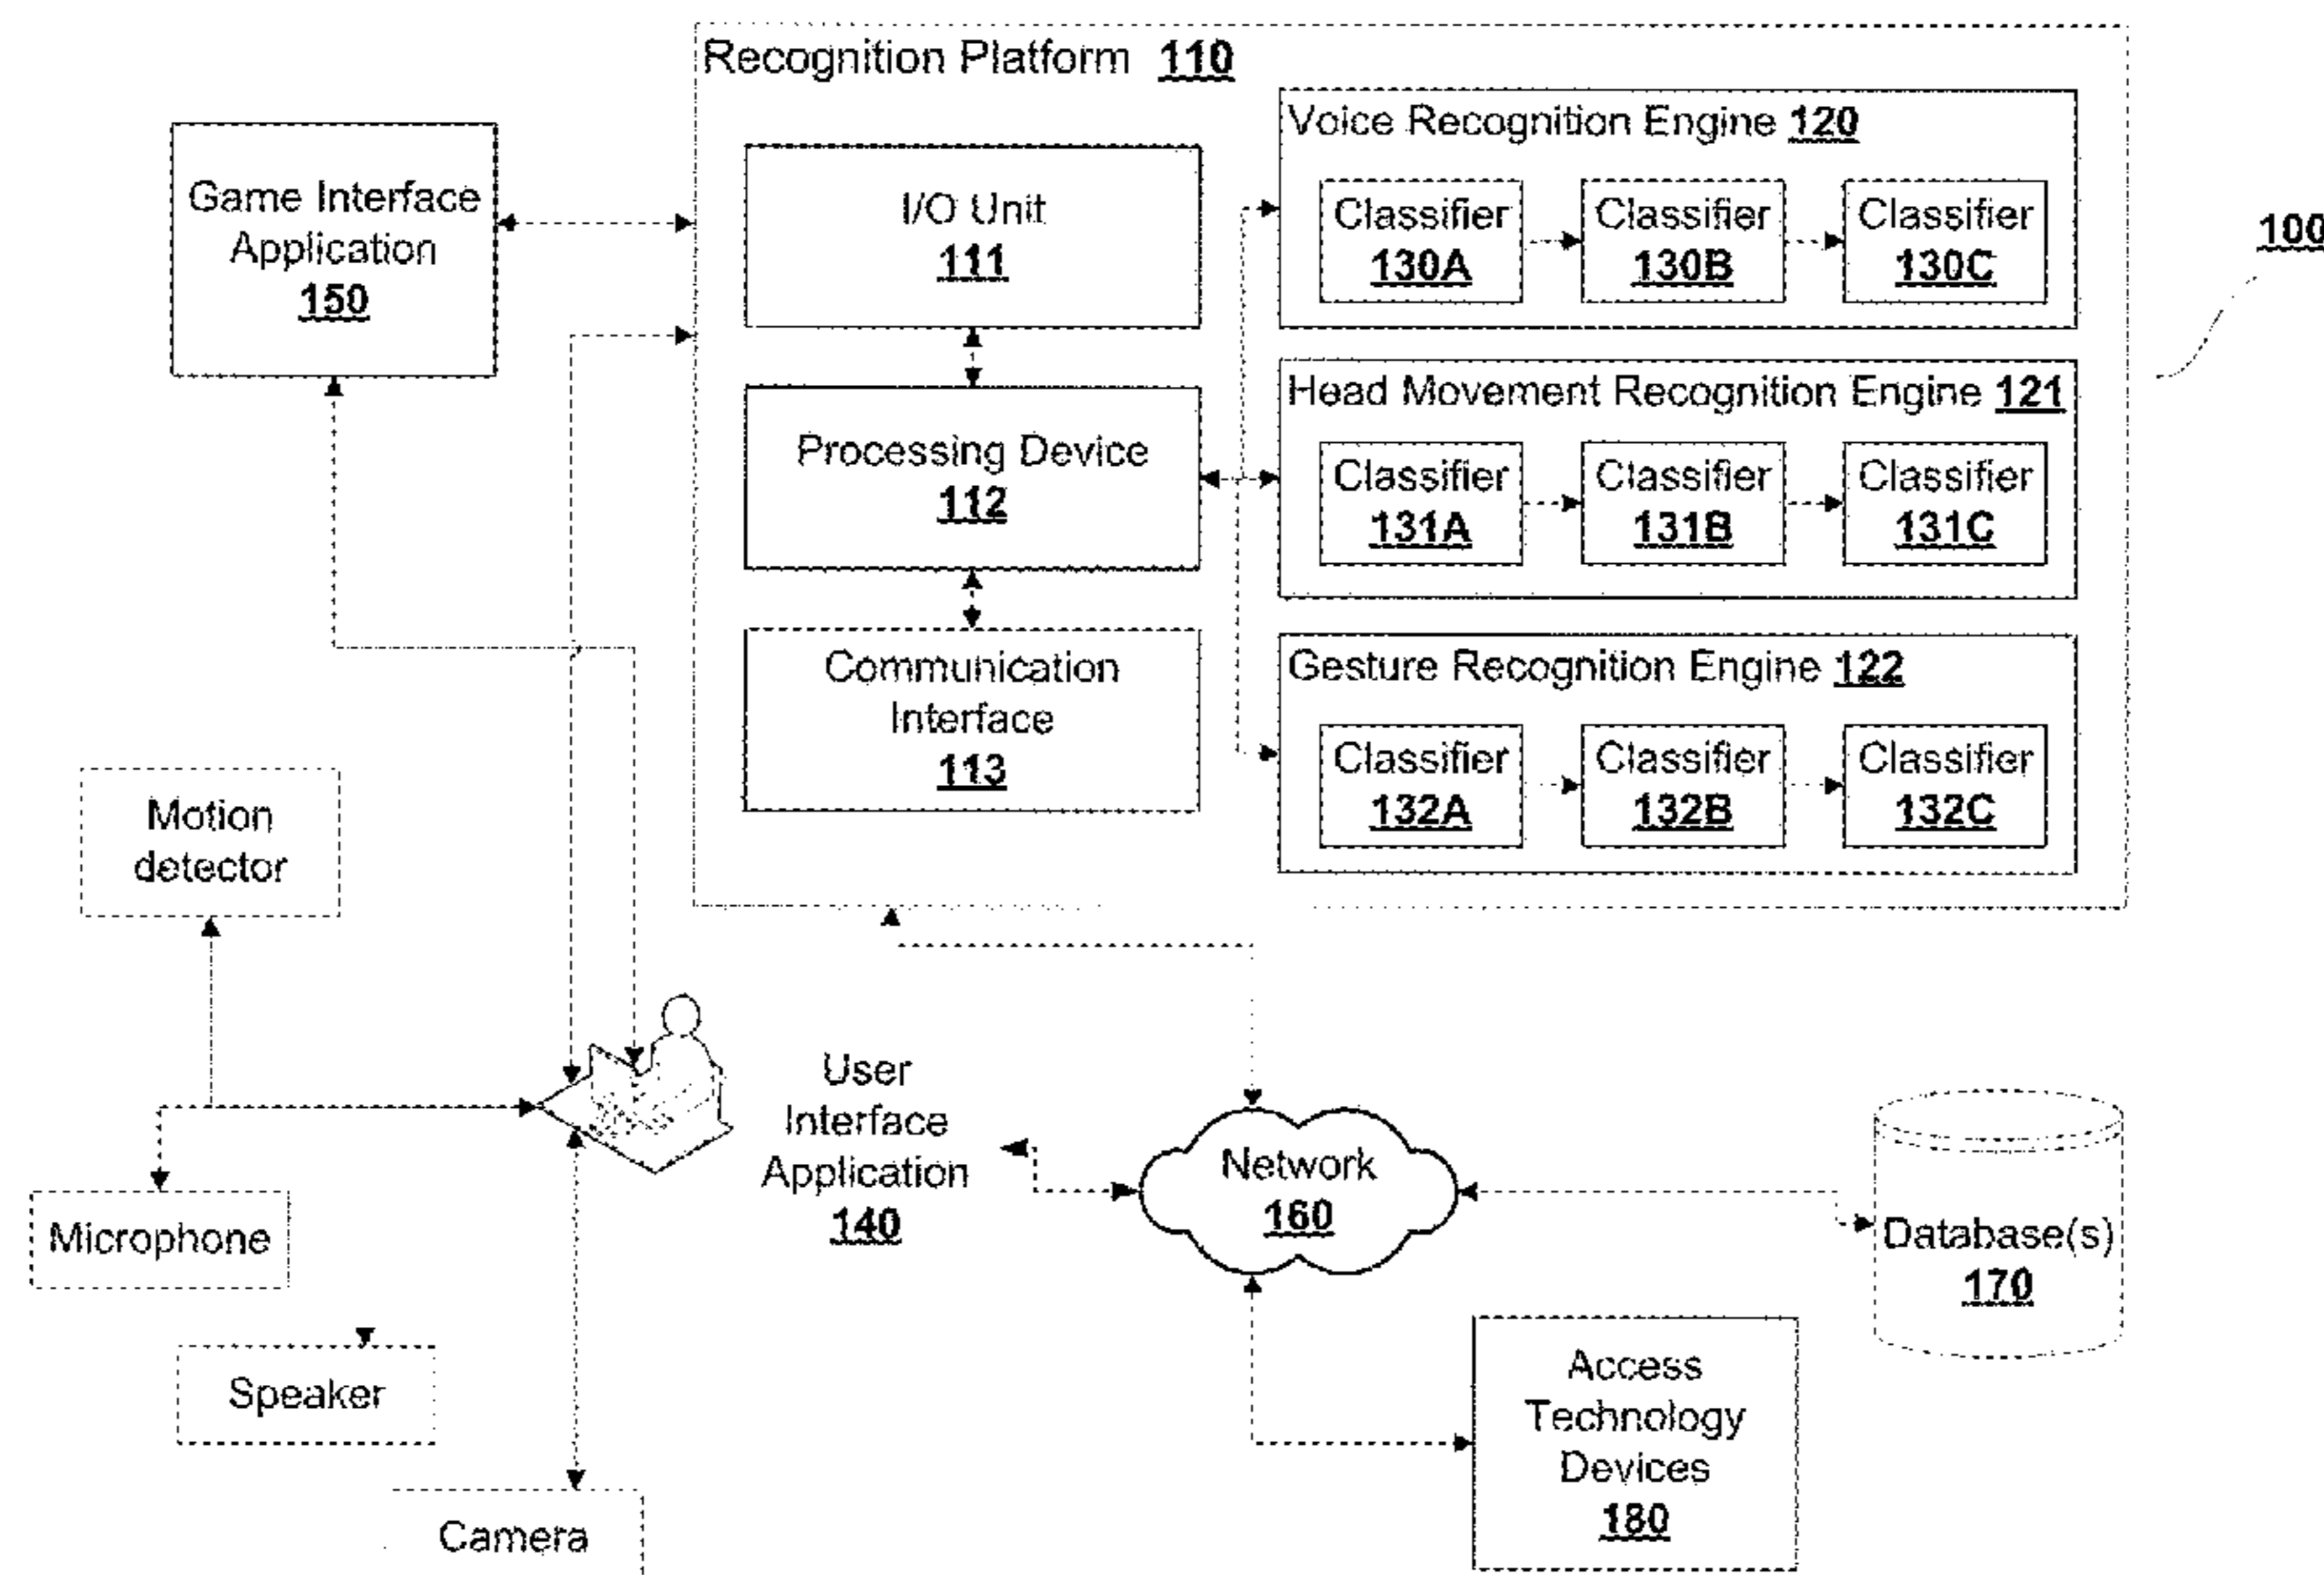 Recognition Platform 110
Game Interface
Application
150
I/O Unit
111
Processing Device
112
Communication
Interface
113
Voice Recognition Engine 120
Classifier
130A
Classifier
130B
Classifier
130C
Head Movement Recognition Engine 121
Classifier
131A
Classifier
131B
Classifier
131C
Gesture Recognition Engine 122
Classifier
132A
Classifier
132B
Classifier
132C
100
Motion
detector
Microphone
Speaker
Camera
User
Interface
Application
140
Network
160
Database(s)
170
Access
Technology
Devices
180